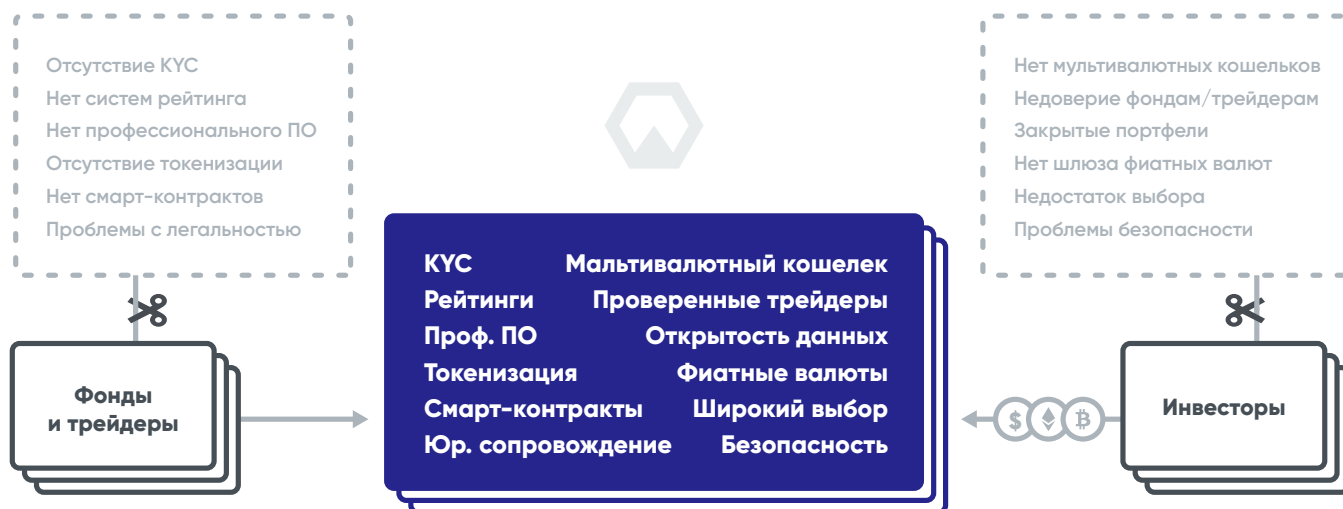 Отсутствие KYC
Нет систем рейтинга
Нет профессионального ПО
Отсутствие токенизации
Нет смарт-контрактов
Проблемы с легальностью
Нет мультивалютных кошельков
Недоверие фондам/трейдерам
Закрытые портфели
Нет шлюза фиатных валют
Недостаток выбора
Проблемы безопасности
KYC Мальтивалютный кошелек
Рейтинги Проверенные трейдеры
Проф. ПО Открытость данных
Токенизация Фиатные валюты
Смарт-контракты Широкий выбор
Юр. сопровождение Безопасность
Фонды
и трейдеры
$
Инвесторы